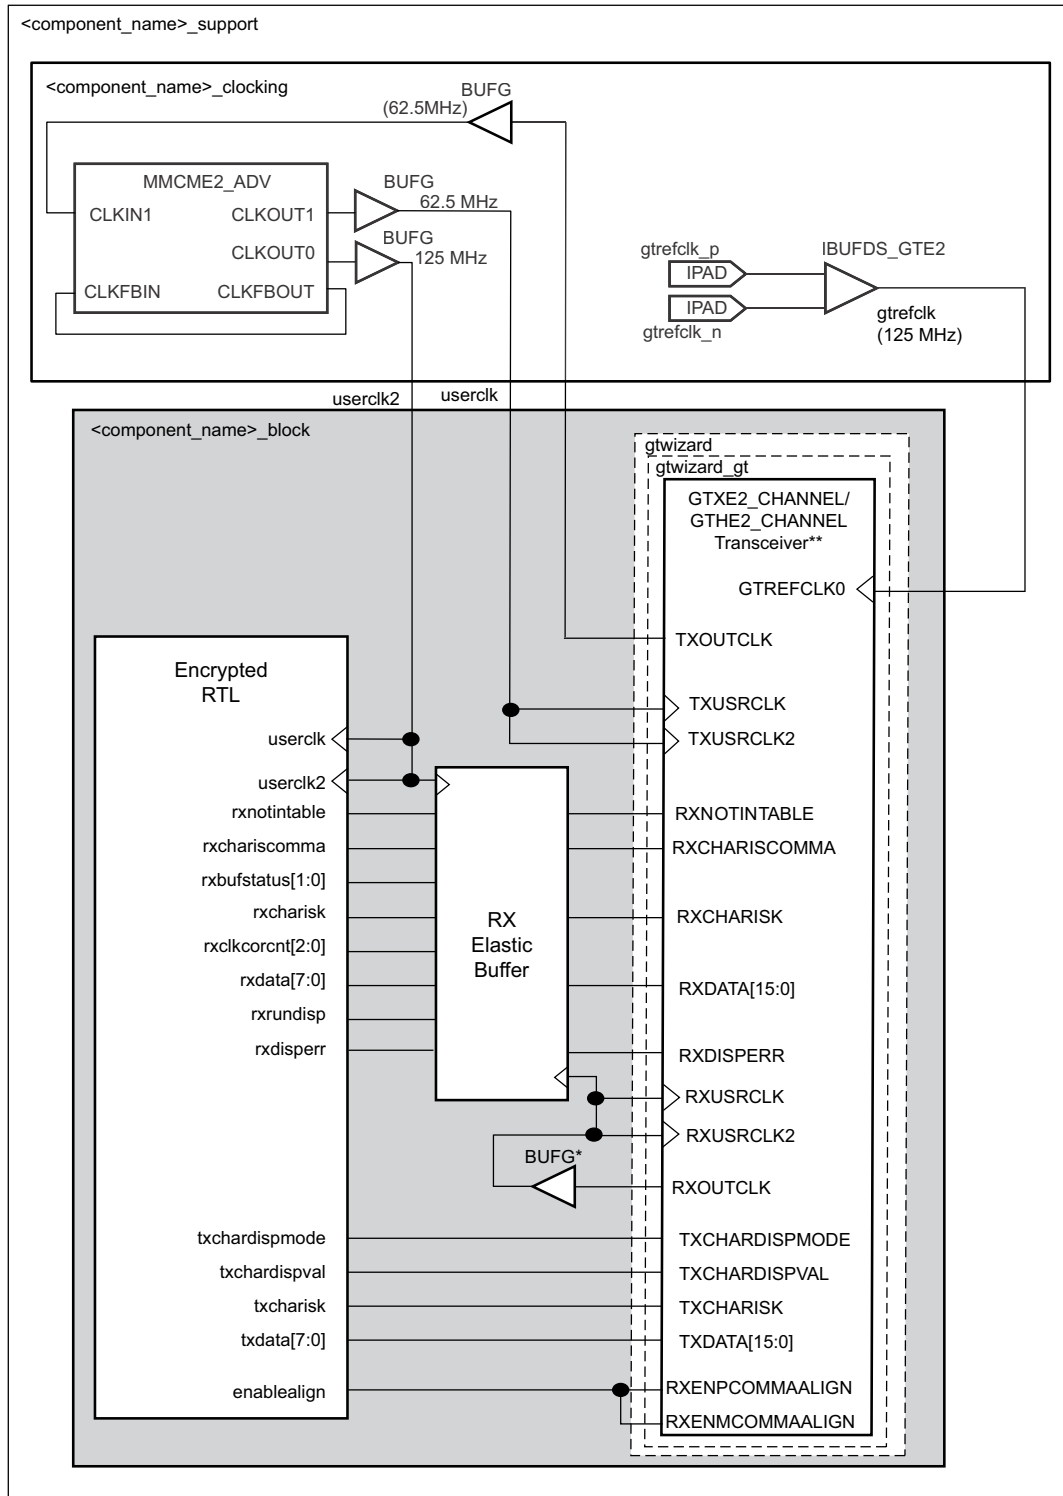 <component_name>_support
<component_name>_clocking
BUFG
(62.5MHz)
MMCME2_ADV
CLKIN1
CLKOUT1
CLKOUT0
CLKFBIN
CLKFBOUT
BUFG
62.5 MHz
BUFG
125 MHz
gtrefclk_p
IPAD
IPAD
gtrefclk_n
IBUFDS_GTE2
gtrefclk
(125 MHz)
userclk2
userclk
<component_name>_block
gtwizard
gtwizard_gt
GTXE2_CHANNEL/
GTHE2_CHANNEL
Transceiver**
GTREFCLK0
TXOUTCLK
TXUSRCLK
TXUSRCLK2
RXNOTINTABLE
RXCHARISCOMMA
RXCHARISK
RXDATA[15:0]
RXDISPERR
RXUSRCLK
RXUSRCLK2
RXOUTCLK
TXCHARDISPMODE
TXCHARDISPVAL
TXCHARISK
TXDATA[15:0]
RXENPCOMMAALIGN
RXENMCOMMAALIGN
Encrypted
RTL
userclk
userclk2
rxnotintable
rxchariscomma
rxbufstatus[1:0]
rxcharisk
rxclkcorcnt[2:0]
rxdata[7:0]
rxrundisp
rxdisperr
txchardispmode
txchardispval
txcharisk
txdata[7:0]
enablealign
RX
Elastic
Buffer
BUFG*